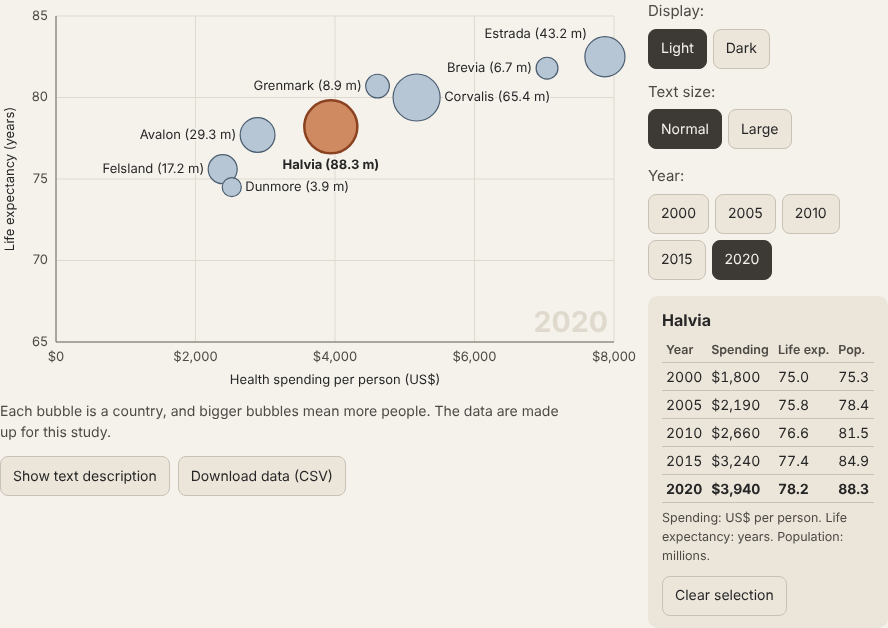 85
80
75
70
65
Life expectancy (years)
Estrada (43.2 m)
Brevia (6.7 m)
Grenmark (8.9 m)
Corvalis (65.4 m)
Avalon (29.3 m)
Halvia (88.3 m)
Felsland (17.2 m)
Dunmore (3.9 m)
2020
$0 $2,000 $4,000 $6,000 $8,000
Health spending per person (US$)
Each bubble is a country, and bigger bubbles mean more people. The data are made
up for this study.
Show text description Download data (CSV)
Display:
Light Dark
Text size:
Normal Large
Year:
2000 2005 2010
2015 2020
Halvia
Year Spending Life exp. Pop.
2000 $1,800 75.0 75.3
2005 $2,190 75.8 78.4
2010 $2,660 76.6 81.5
2015 $3,240 77.4 84.9
2020 $3,940 78.2 88.3
Spending: US$ per person. Life
expectancy: years. Population:
millions.
Clear selection